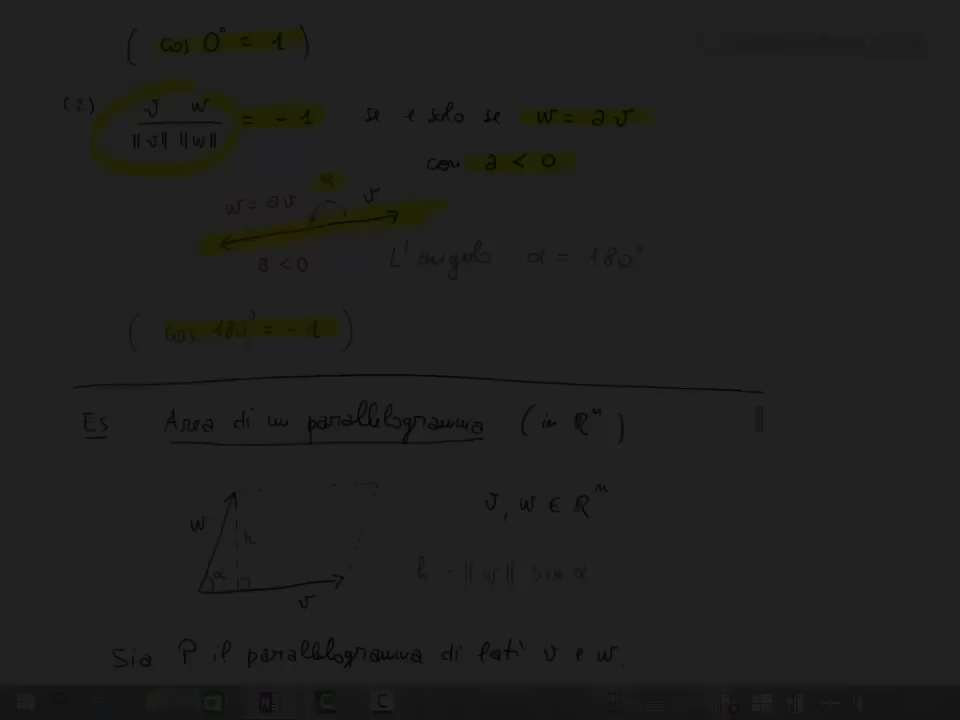 ( cos 0° = 1 )
(2) v w / ||v|| ||w|| = - 1 se e solo se w = a v
con a < 0
α
w = av v
a < 0 L'angolo α = 180°
( cos 180° = - 1 )
Es Area di un parallelogramma (in ℝⁿ)
w h v, w ∈ ℝⁿ
α h = ||w|| sin α
v
Sia P il parallelogramma di lati v e w.